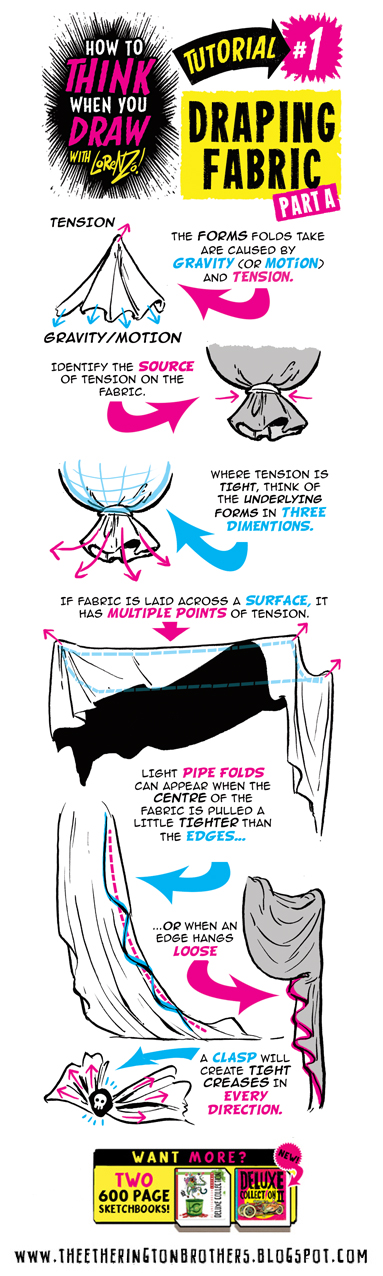 HOW TO
THINK
WHEN YOU
DRAW
WITH LORENZO!
TUTORIAL
#1
DRAPING
FABRIC
PART A
TENSION
THE FORMS FOLDS TAKE
ARE CAUSED BY
GRAVITY (OR MOTION)
AND TENSION.
GRAVITY/MOTION
IDENTIFY THE SOURCE
OF TENSION ON THE
FABRIC.
WHERE TENSION IS
TIGHT, THINK OF
THE UNDERLYING
FORMS IN THREE
DIMENTIONS.
IF FABRIC IS LAID ACROSS A SURFACE, IT
HAS MULTIPLE POINTS OF TENSION.
LIGHT PIPE FOLDS
CAN APPEAR WHEN THE
CENTRE OF THE
FABRIC IS PULLED A
LITTLE TIGHTER THAN
THE EDGES...
...OR WHEN AN
EDGE HANGS
LOOSE
A CLASP WILL
CREATE TIGHT
CREASES IN
EVERY
DIRECTION.
WANT MORE?
NEW!
TWO
600 PAGE
SKETCHBOOKS!
DELUXE COLLECTION
DELUXE
COLLECTION II
WWW.THEETHERINGTONBROTHERS.BLOGSPOT.COM